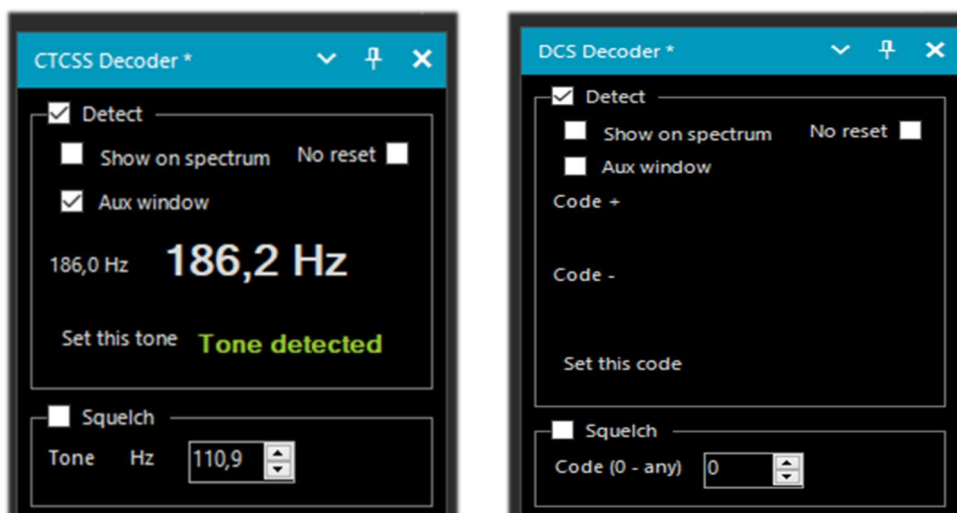 CTCSS Decoder *
Detect
Show on spectrum No reset
Aux window
186,0 Hz 186,2 Hz
Set this tone Tone detected
Squelch
Tone Hz 110,9
DCS Decoder *
Detect
Show on spectrum No reset
Aux window
Code +
Code -
Set this code
Squelch
Code (0 - any) 0